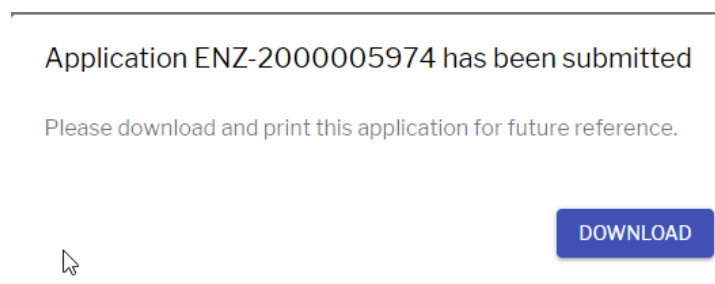 Application ENZ-2000005974 has been submitted
Please download and print this application for future reference.
DOWNLOAD